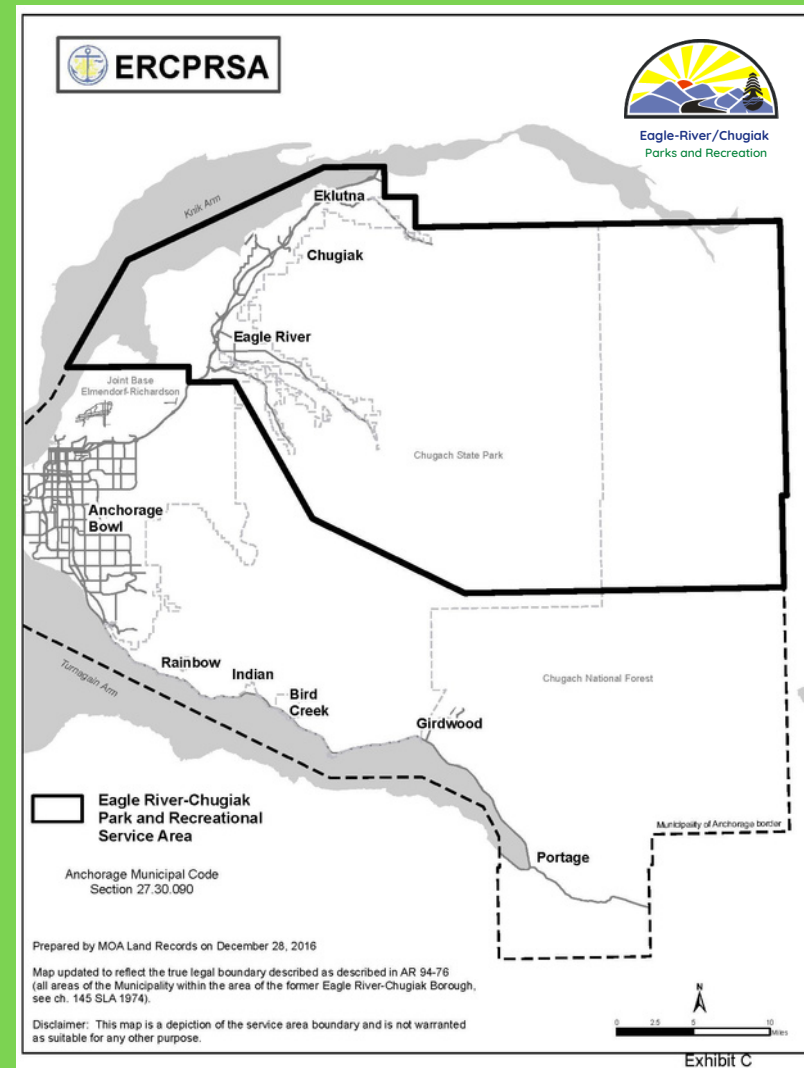 ERCPRSA
Eagle-River/Chugiak
Parks and Recreation
Knik Arm
Eklutna
Chugiak
Eagle River
Joint Base
Elmendorf-Richardson
Chugach State Park
Anchorage
Bowl
Turnagain Arm
Rainbow
Indian
Bird
Creek
Girdwood
Chugach National Forest
Eagle River-Chugiak
Park and Recreational
Service Area
Municipality of Anchorage border
Portage
Anchorage Municipal Code
Section 27.30.090
Prepared by MOA Land Records on December 28, 2016
Map updated to reflect the true legal boundary described as described in AR 94-76
(all areas of the Municipality within the area of the former Eagle River-Chugiak Borough,
see ch. 145 SLA 1974).
Disclaimer: This map is a depiction of the service area boundary and is not warranted
as suitable for any other purpose.
N
0 2.5 5 10
Miles
Exhibit C